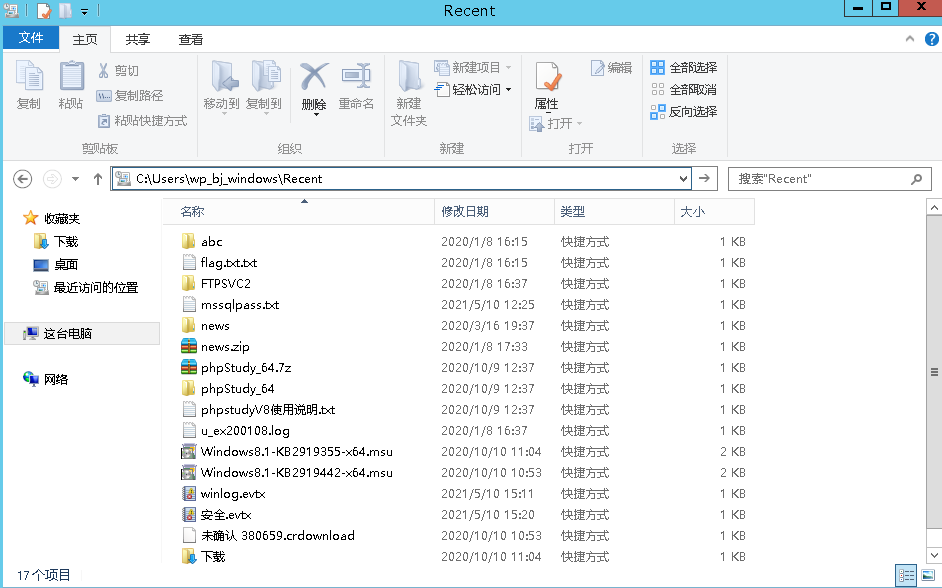 Recent
文件 主页 共享 查看
复制
粘贴
剪切
复制路径
粘贴快捷方式
剪贴板
移动到
复制到
删除
重命名
组织
新建
文件夹
新建项目
轻松访问
新建
属性
打开
编辑
打开
全部选择
全部取消
反向选择
选择
C:\Users\wp_bj_windows\Recent
搜索"Recent"
收藏夹
下载
桌面
最近访问的位置
这台电脑
网络
名称 修改日期 类型 大小
abc 2020/1/8 16:15 快捷方式 1 KB
flag.txt.txt 2020/1/8 16:15 快捷方式 1 KB
FTPSVC2 2020/1/8 16:37 快捷方式 1 KB
mssqlpass.txt 2021/5/10 12:25 快捷方式 1 KB
news 2020/3/16 19:37 快捷方式 1 KB
news.zip 2020/1/8 17:33 快捷方式 1 KB
phpStudy_64.7z 2020/10/9 12:37 快捷方式 1 KB
phpStudy_64 2020/10/9 12:37 快捷方式 1 KB
phpstudyV8使用说明.txt 2020/10/9 12:37 快捷方式 1 KB
u_ex200108.log 2020/1/8 16:37 快捷方式 1 KB
Windows8.1-KB2919355-x64.msu 2020/10/10 11:04 快捷方式 2 KB
Windows8.1-KB2919442-x64.msu 2020/10/10 10:53 快捷方式 2 KB
winlog.evtx 2021/5/10 15:11 快捷方式 1 KB
安全.evtx 2021/5/10 15:20 快捷方式 1 KB
未确认 380659.crdownload 2020/10/10 10:53 快捷方式 1 KB
下载 2020/10/10 11:04 快捷方式 1 KB
17 个项目